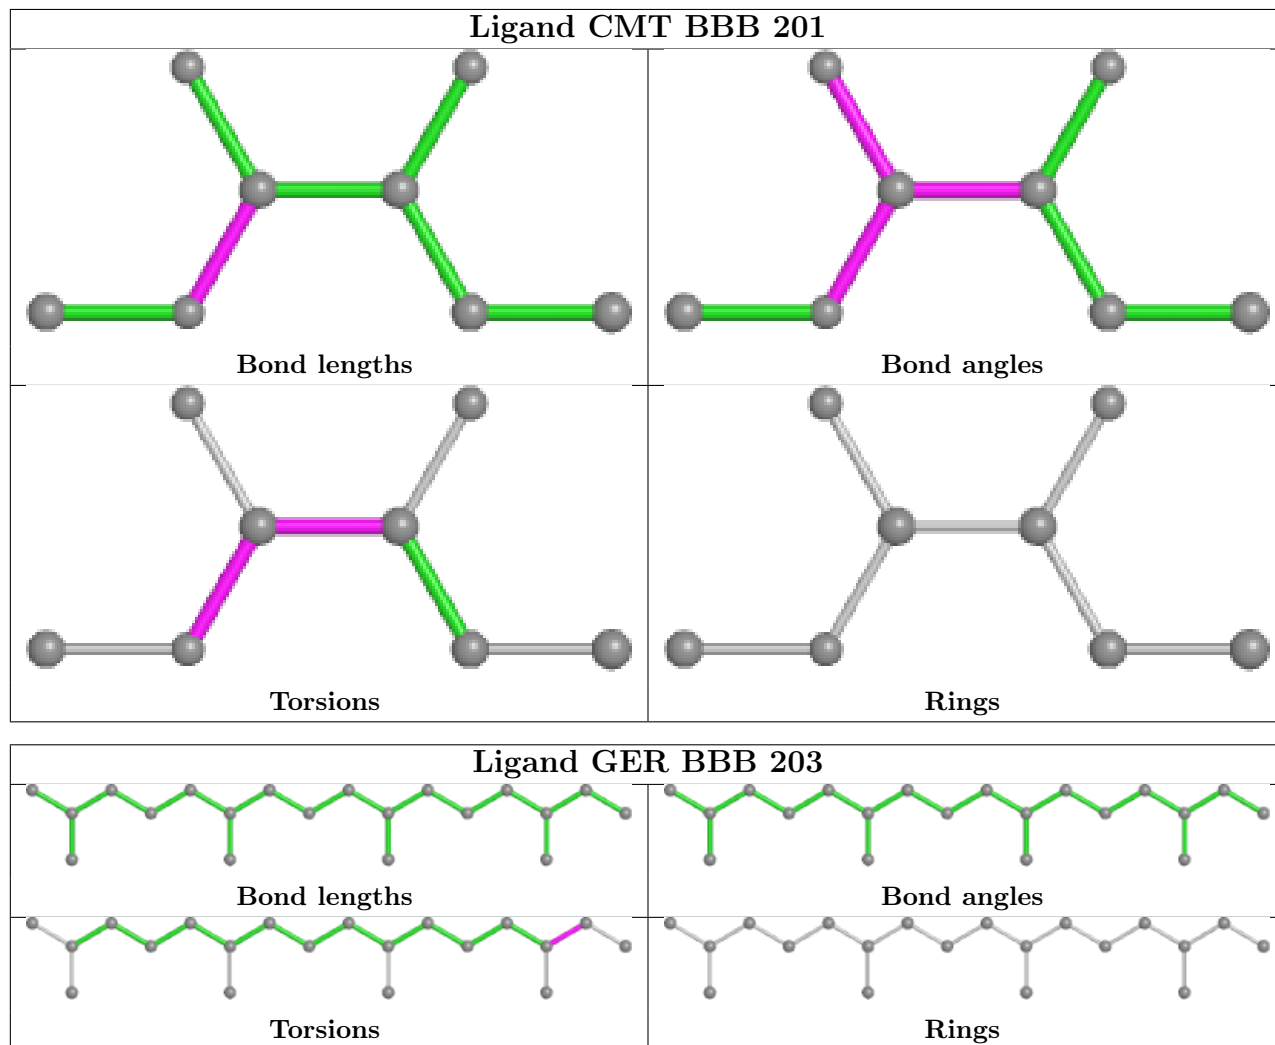 Ligand CMT BBB 201
Bond lengths
Bond angles
Torsions
Rings
Ligand GER BBB 203
Bond lengths
Bond angles
Torsions
Rings